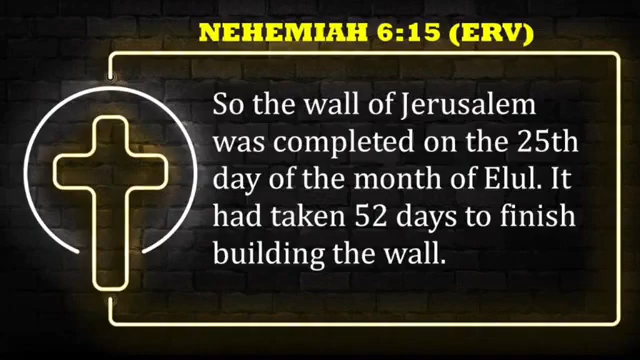 NEHEMIAH 6:15 (ERV)
So the wall of Jerusalem
was completed on the 25th
day of the month of Elul. It
had taken 52 days to finish
building the wall.